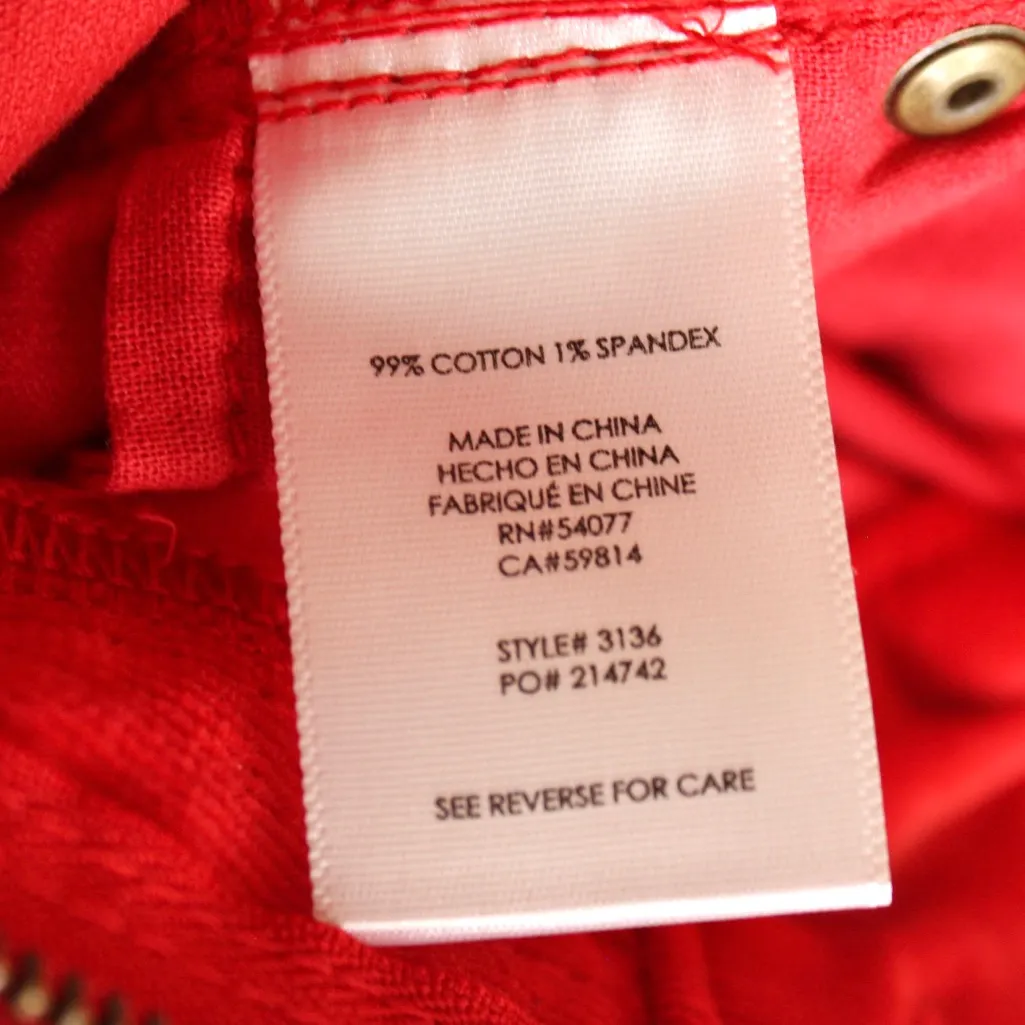 99% COTTON 1% SPANDEX
MADE IN CHINA
HECHO EN CHINA
FABRIQUÉ EN CHINE
RN#54077
CA#59814
STYLE# 3136
PO# 214742
SEE REVERSE FOR CARE